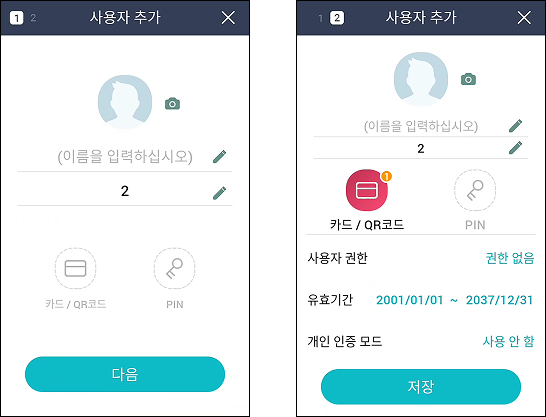 1 2 사용자 추가
(이름을 입력하십시오)
2
카드 / QR코드 PIN
다음
1 2 사용자 추가
(이름을 입력하십시오)
2
1
카드 / QR코드 PIN
사용자 권한 권한 없음
유효기간 2001/01/01 ~ 2037/12/31
개인 인증 모드 사용 안 함
저장